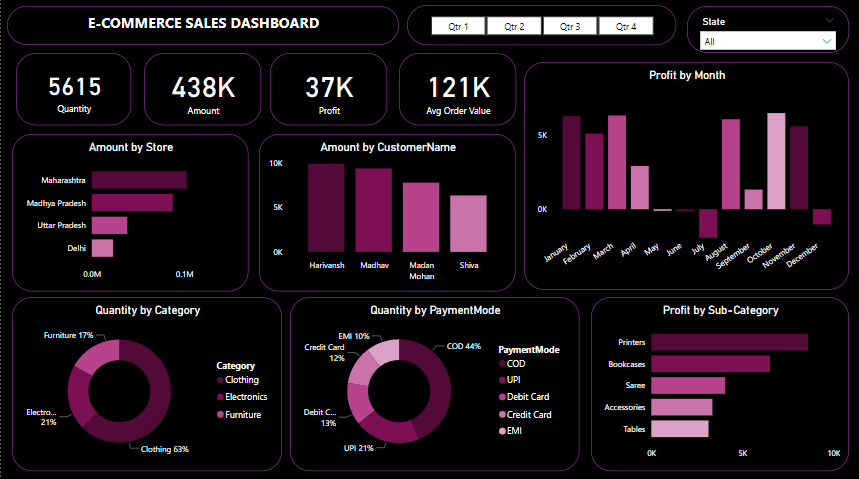 E-COMMERCE SALES DASHBOARD
Qtr 1
Qtr 2
Qtr 3
Qtr 4
State
All
5615
Quantity
438K
Amount
37K
Profit
121K
Avg Order Value
Profit by Month
5K
0K
January
February
March
April
May
June
July
August
September
October
November
December
Amount by Store
Maharashtra
Madhya Pradesh
Uttar Pradesh
Delhi
0.0M
0.1M
Amount by CustomerName
10K
5K
0K
Harivansh
Madhav
Madan
Mohan
Shiva
Quantity by Category
Furniture 17%
Electro...
21%
Clothing 63%
Category
Clothing
Electronics
Furniture
Quantity by PaymentMode
EMI 10%
Credit Card
12%
Debit C...
13%
UPI 21%
COD 44%
PaymentMode
COD
UPI
Debit Card
Credit Card
EMI
Profit by Sub-Category
Printers
Bookcases
Saree
Accessories
Tables
0K
5K
10K